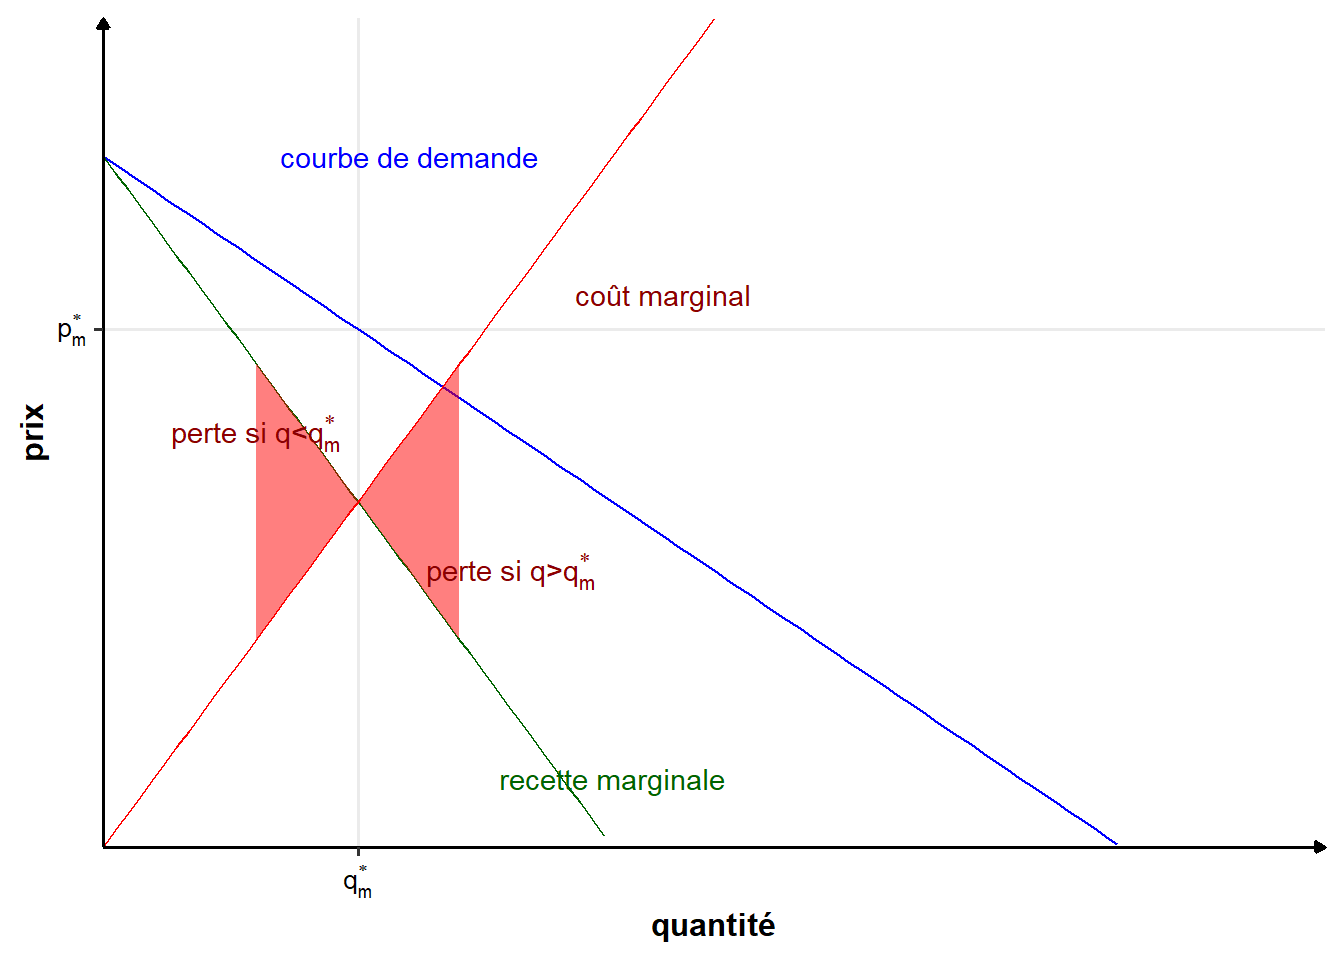 courbe de demande
coût marginal
p*m
prix
perte si q<q*m
perte si q>q*m
recette marginale
q*m
quantité